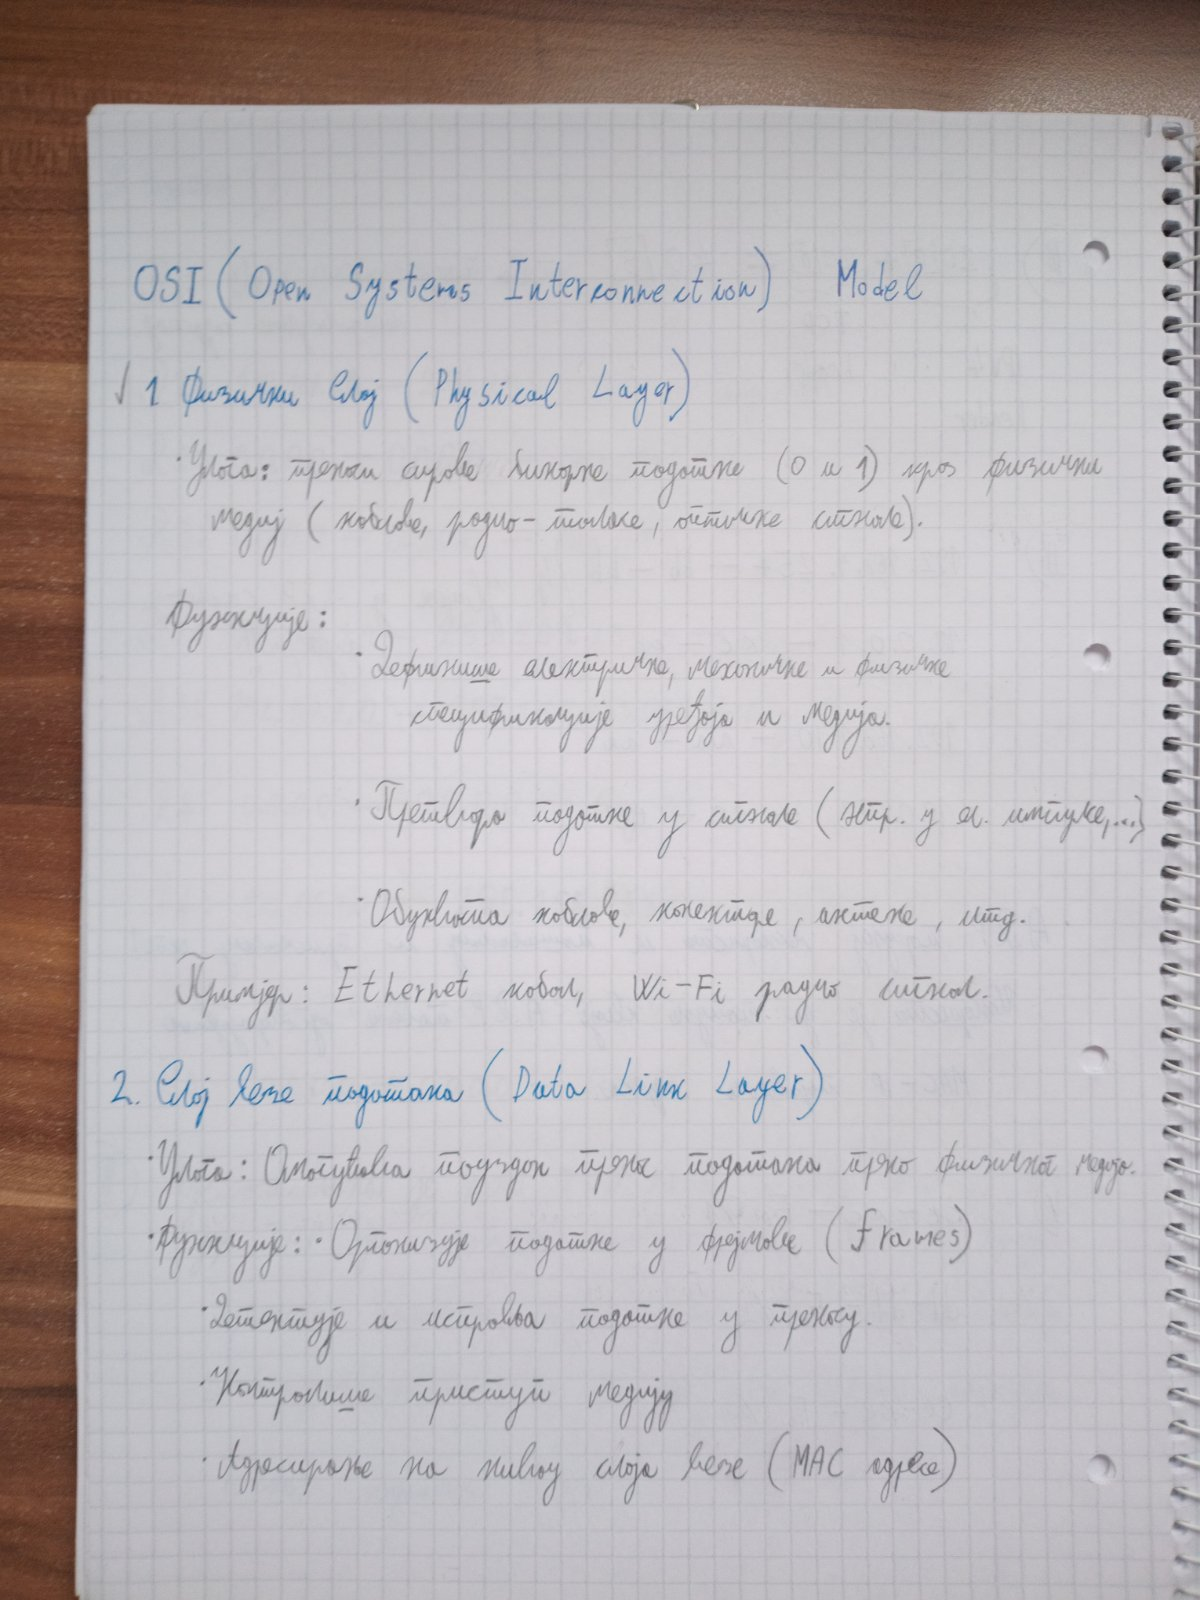 OSI (Open Systems Interconnection) Model
✓ 1 Физички Слој (Physical Layer)
· Улога: преноси сирове бинарне податке (0 и 1) кроз физички
медиј (каблове, радио-таласе, оптичке сигнале).
Функције:
· Дефинише електричне, механичке и физичке
спецификације уређаја и медија.
· Претвара податке у сигнале (нпр. у ел. импулсе,...)
· Обухвата каблове, конекторе, антене, итд.
Пример: Ethernet кабал, Wi-Fi радио сигнал.
2. Слој везе података (Data Link Layer)
· Улога: Омогућава поуздан пренос података преко физичког медија.
· Функције: · Организује податке у фрејмове (Frames)
· Детектује и исправља податке у преносу.
· Контролише приступ медију
· Адресирање на нивоу слоја везе (MAC адресе)